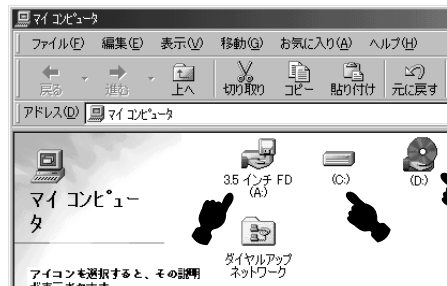 マイ コンピュータ
ファイル(F) 編集(E) 表示(V) 移動(G) お気に入り(A) ヘルプ(H)
戻る 進む 上へ 切り取り コピー 貼り付け 元に戻す
アドレス(D) マイ コンピュータ
3.5 インチ FD
(A:)
(C:)
(D:)
マイ コンピュー
タ
ダイヤルアップ
ネットワーク
アイコンを選択すると、その説明